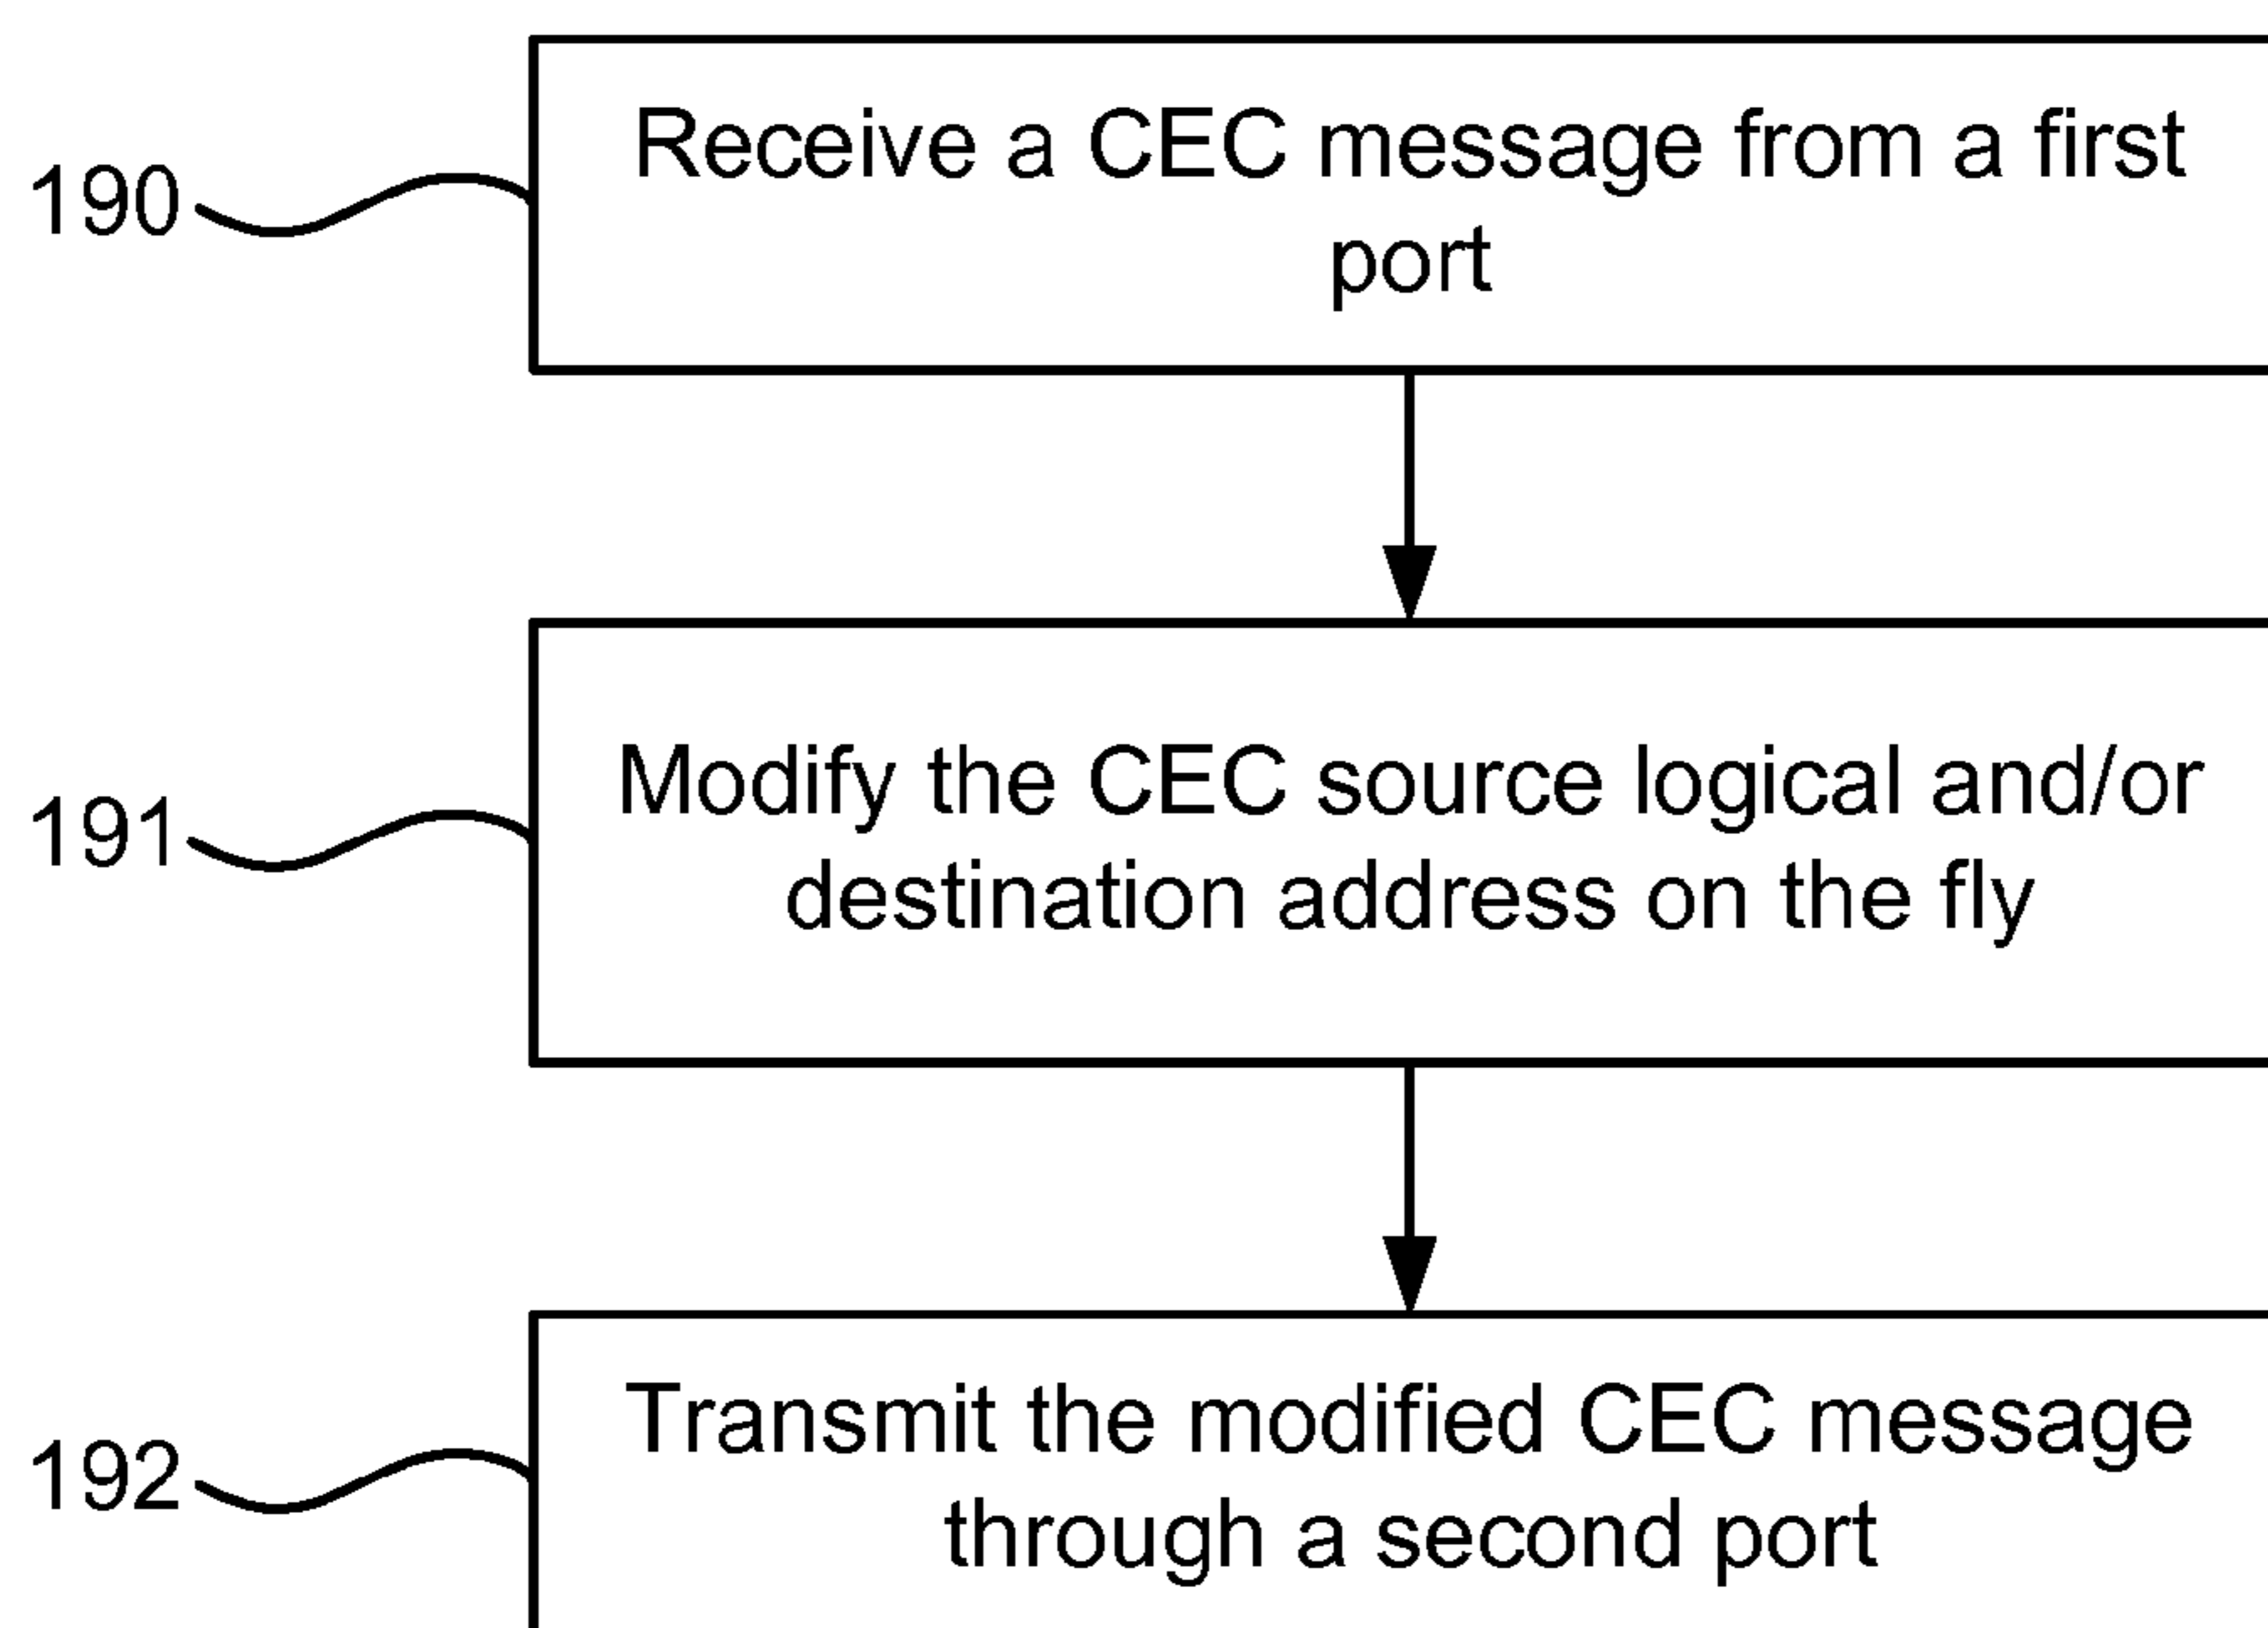 Receive a CEC message from a first
port
190
Modify the CEC source logical and/or
destination address on the fly
191
Transmit the modified CEC message
through a second port
192